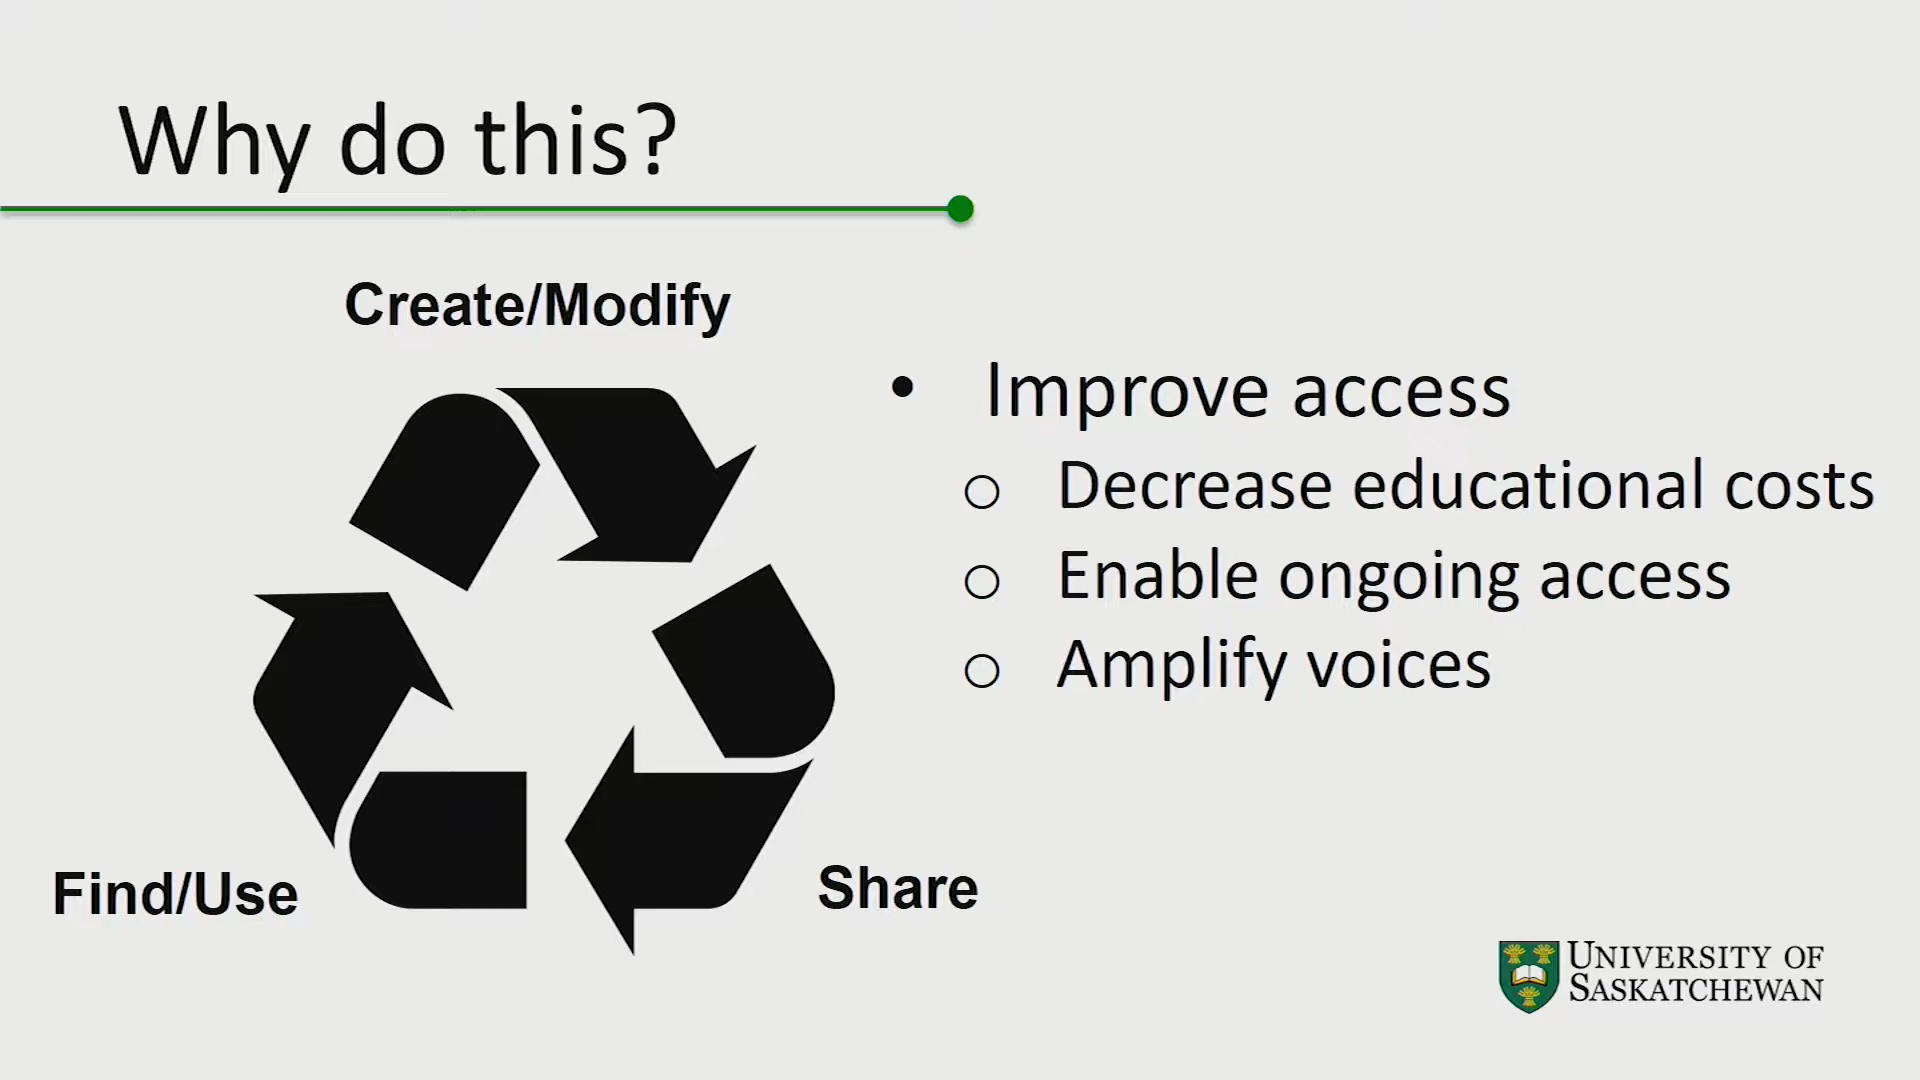 Why do this?
Create/Modify
Find/Use
Share
• Improve access
o Decrease educational costs
o Enable ongoing access
o Amplify voices
UNIVERSITY OF
SASKATCHEWAN